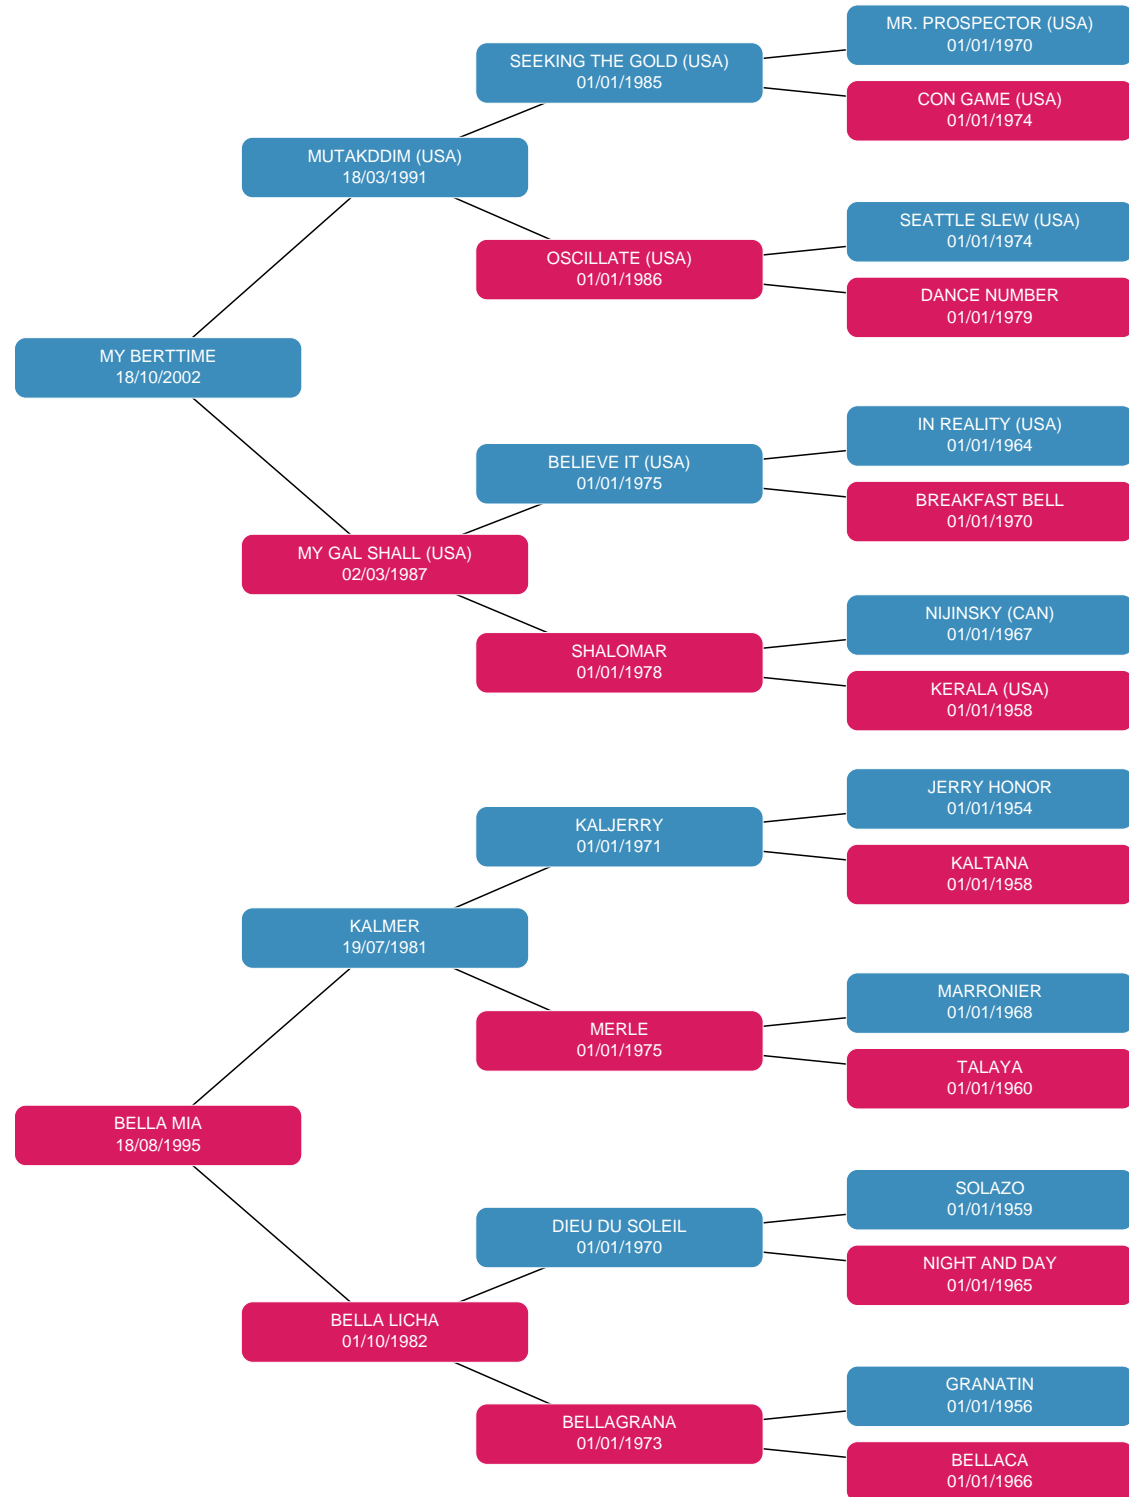 MR. PROSPECTOR (USA)
01/01/1970
SEEKING THE GOLD (USA)
01/01/1985
CON GAME (USA)
01/01/1974
MUTAKDDIM (USA)
18/03/1991
SEATTLE SLEW (USA)
01/01/1974
OSCILLATE (USA)
01/01/1986
DANCE NUMBER
01/01/1979
MY BERTTIME
18/10/2002
IN REALITY (USA)
01/01/1964
BELIEVE IT (USA)
01/01/1975
BREAKFAST BELL
01/01/1970
MY GAL SHALL (USA)
02/03/1987
NIJINSKY (CAN)
01/01/1967
SHALOMAR
01/01/1978
KERALA (USA)
01/01/1958
JERRY HONOR
01/01/1954
KALJERRY
01/01/1971
KALTANA
01/01/1958
KALMER
19/07/1981
MARRONIER
01/01/1968
MERLE
01/01/1975
TALAYA
01/01/1960
BELLA MIA
18/08/1995
SOLAZO
01/01/1959
DIEU DU SOLEIL
01/01/1970
NIGHT AND DAY
01/01/1965
BELLA LICHA
01/10/1982
GRANATIN
01/01/1956
BELLAGRANA
01/01/1973
BELLACA
01/01/1966